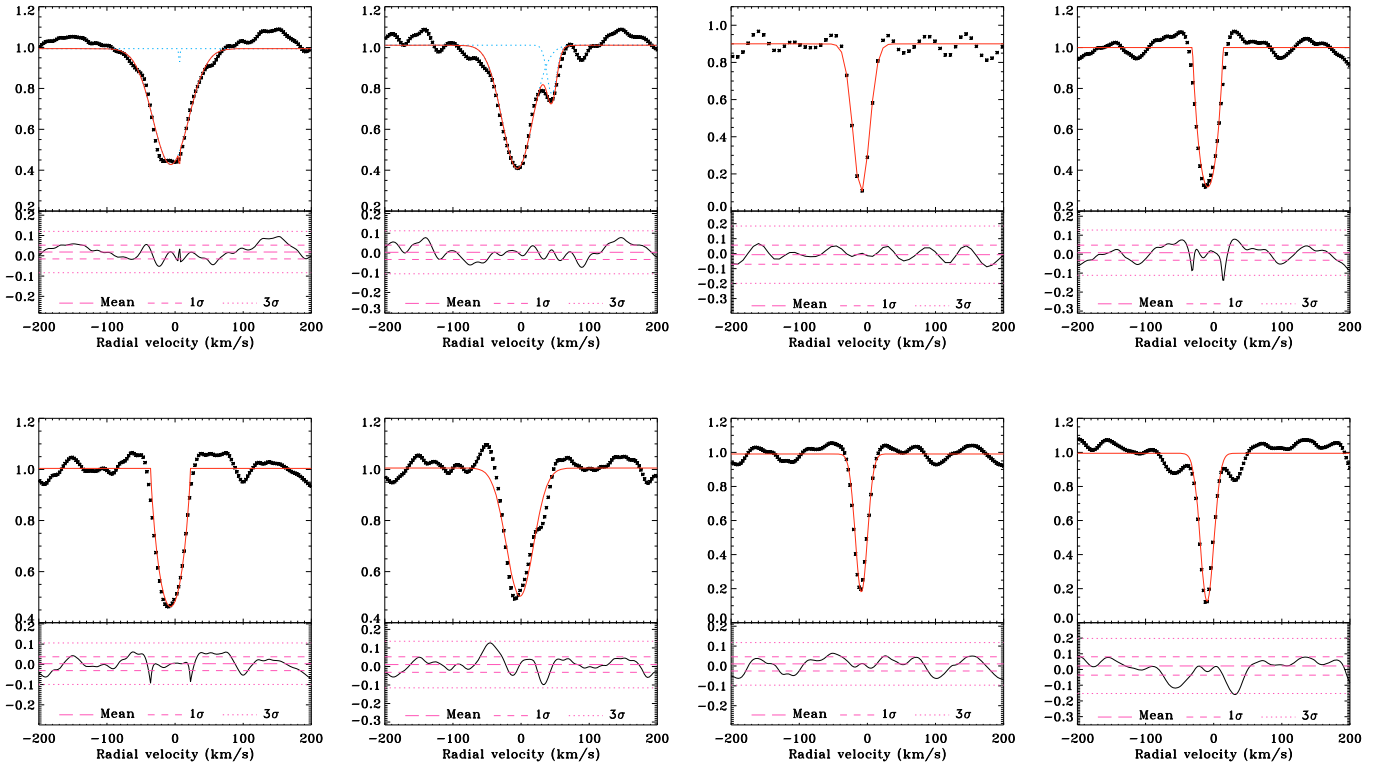 1.2 1.2 1.0 1.2
1.0 1.0 0.8 1.0
0.8 0.8 0.6 0.8
0.6 0.6 0.4 0.6
0.4 0.4 0.2 0.4
0.2 0.2 0.0 0.2
0.2 0.2 0.2 0.2
0.1 0.1 0.1 0.1
0.0 0.0 0.0 0.0
−0.1 −0.1 −0.1 −0.1
−0.2 −0.2 −0.2 −0.2
−0.3 −0.3
Mean 1σ 3σ Mean 1σ 3σ Mean 1σ 3σ Mean 1σ 3σ
−200 −100 0 100 200 −200 −100 0 100 200 −200 −100 0 100 200 −200 −100 0 100 200
Radial velocity (km/s) Radial velocity (km/s) Radial velocity (km/s) Radial velocity (km/s)
1.2 1.2 1.2 1.2
1.0 1.0 1.0 1.0
0.8 0.8 0.8 0.8
0.6 0.6 0.6 0.6
0.4 0.4
0.2 0.2
0.4 0.4 0.0 0.0
0.2 0.2 0.2 0.2
0.1 0.1 0.1 0.1
0.0 0.0 0.0 0.0
−0.1 −0.1 −0.1 −0.1
−0.2 −0.2 −0.2 −0.2
−0.3 −0.3
Mean 1σ 3σ Mean 1σ 3σ Mean 1σ 3σ Mean 1σ 3σ
−200 −100 0 100 200 −200 −100 0 100 200 −200 −100 0 100 200 −200 −100 0 100 200
Radial velocity (km/s) Radial velocity (km/s) Radial velocity (km/s) Radial velocity (km/s)